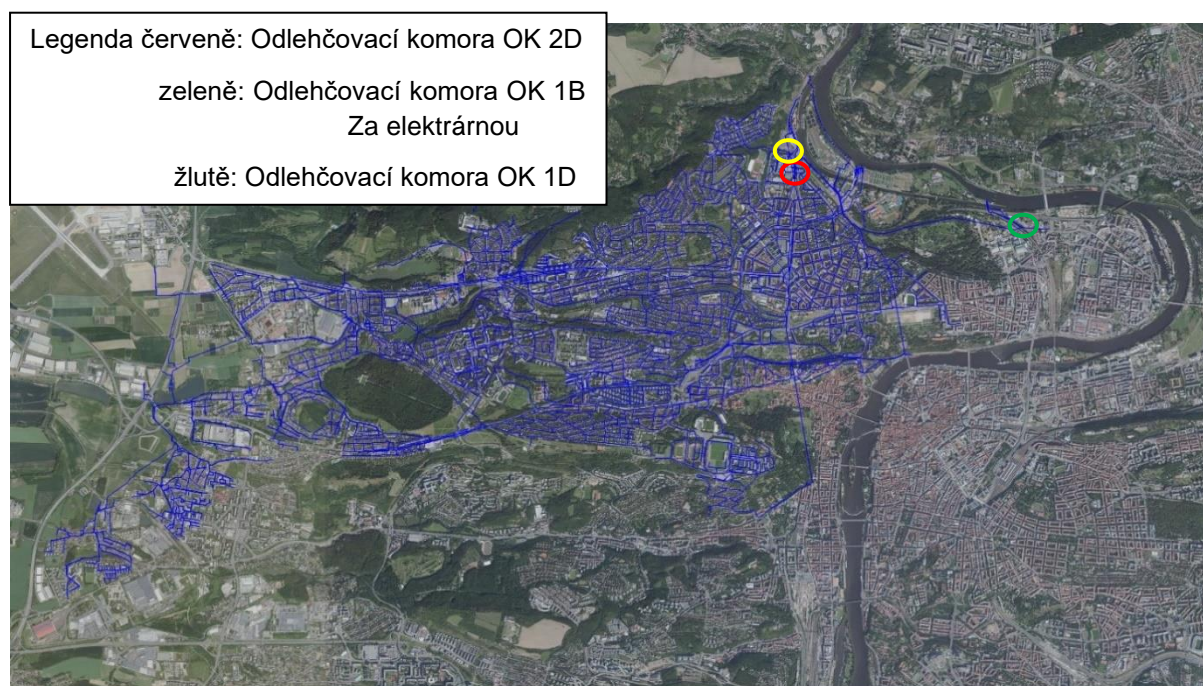 Legenda červeně: Odlehčovací komora OK 2D
zeleně: Odlehčovací komora OK 1B
Za elektrárnou
žlutě: Odlehčovací komora OK 1D